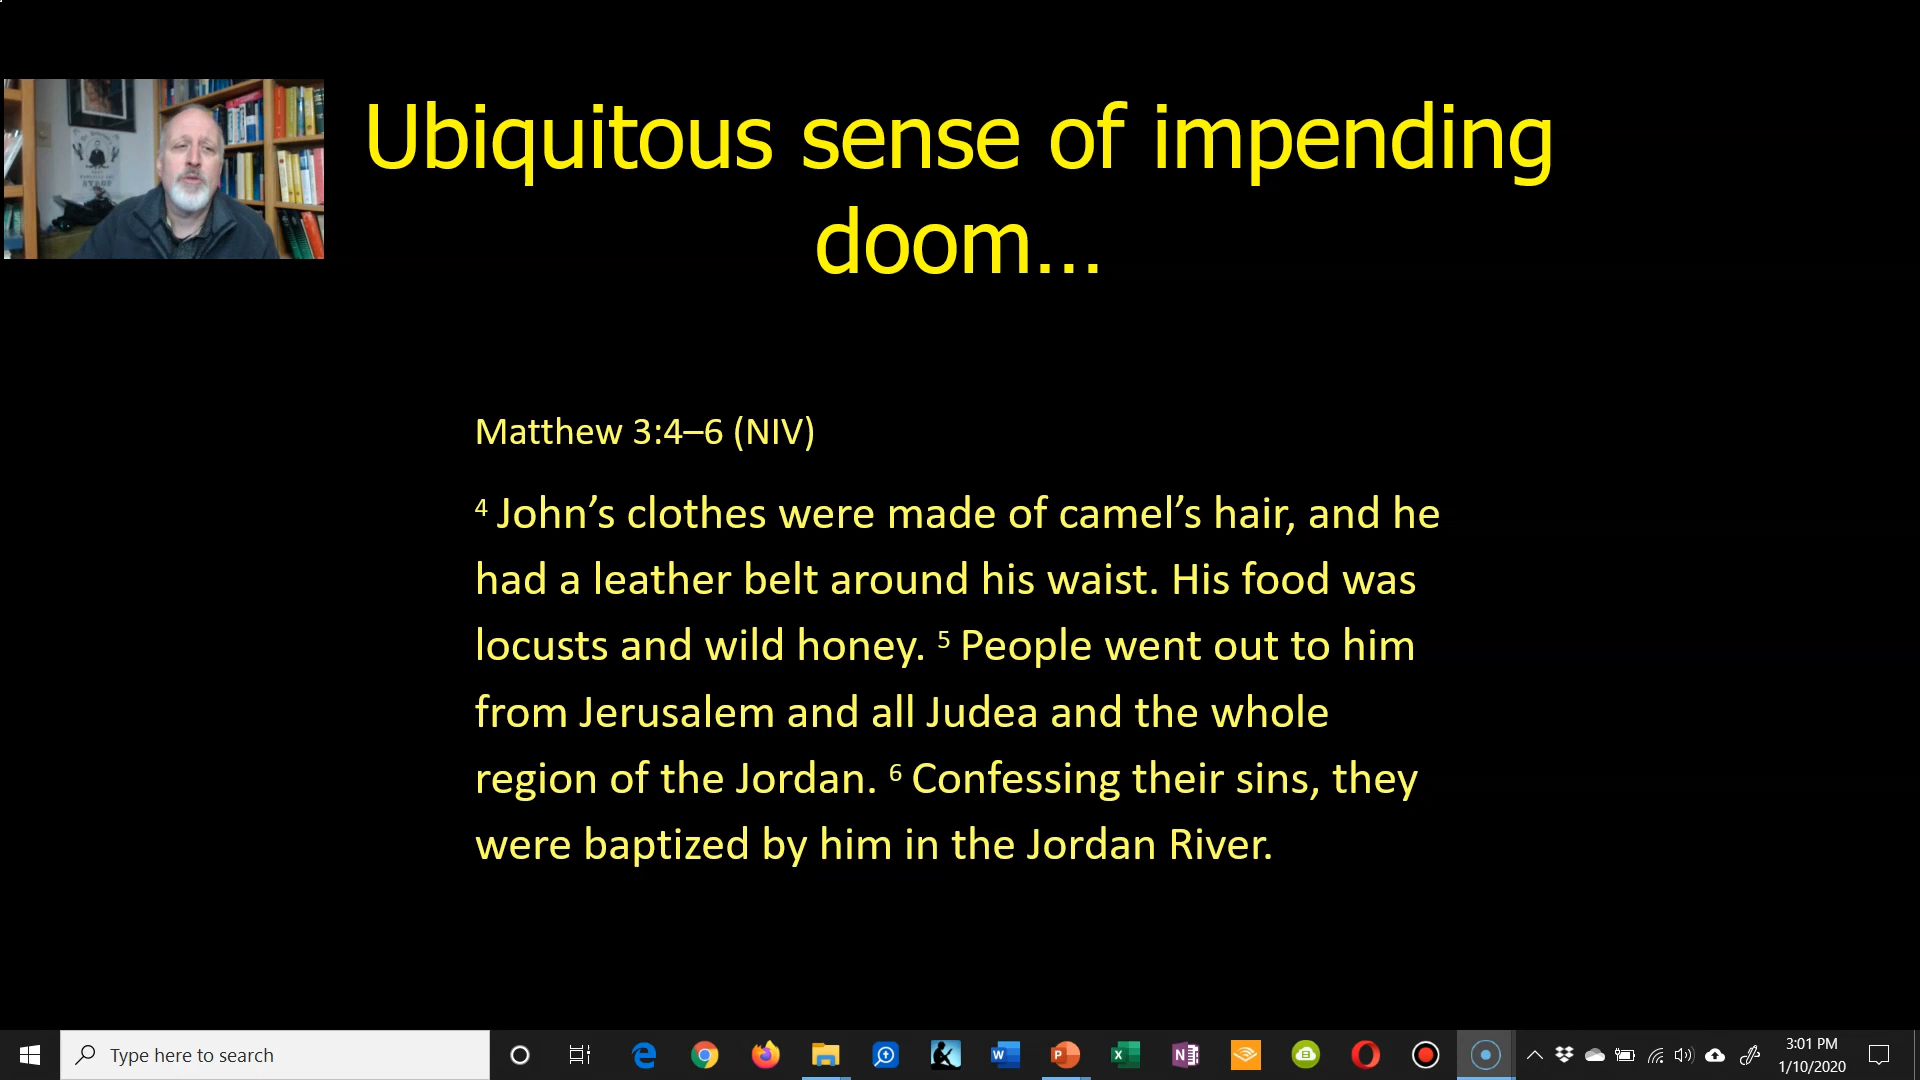 Ubiquitous sense of impending
doom...
Matthew 3:4–6 (NIV)
4 John’s clothes were made of camel’s hair, and he
had a leather belt around his waist. His food was
locusts and wild honey. 5 People went out to him
from Jerusalem and all Judea and the whole
region of the Jordan. 6 Confessing their sins, they
were baptized by him in the Jordan River.
Type here to search
3:01 PM
1/10/2020